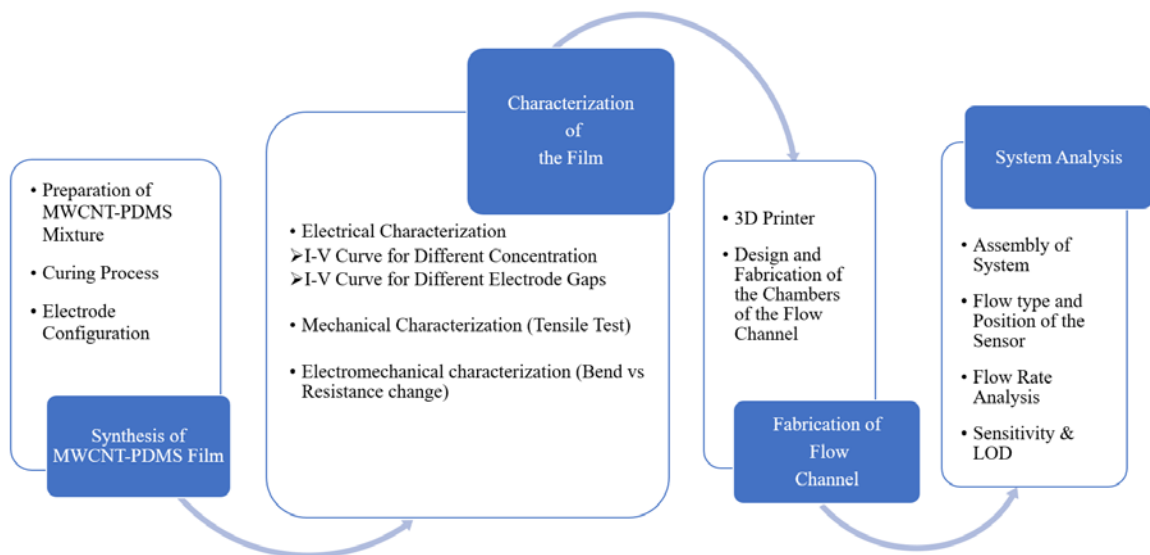 • Preparation of
MWCNT-PDMS
Mixture
• Curing Process
• Electrode
Configuration
Synthesis of
MWCNT-PDMS Film
Characterization
of
the Film
• Electrical Characterization
➢I-V Curve for Different Concentration
➢I-V Curve for Different Electrode Gaps
• Mechanical Characterization (Tensile Test)
• Electromechanical characterization (Bend vs
Resistance change)
• 3D Printer
• Design and
Fabrication of
the Chambers
of the Flow
Channel
Fabrication of
Flow
Channel
System Analysis
• Assembly of
System
• Flow type and
Position of the
Sensor
• Flow Rate
Analysis
• Sensitivity &
LOD